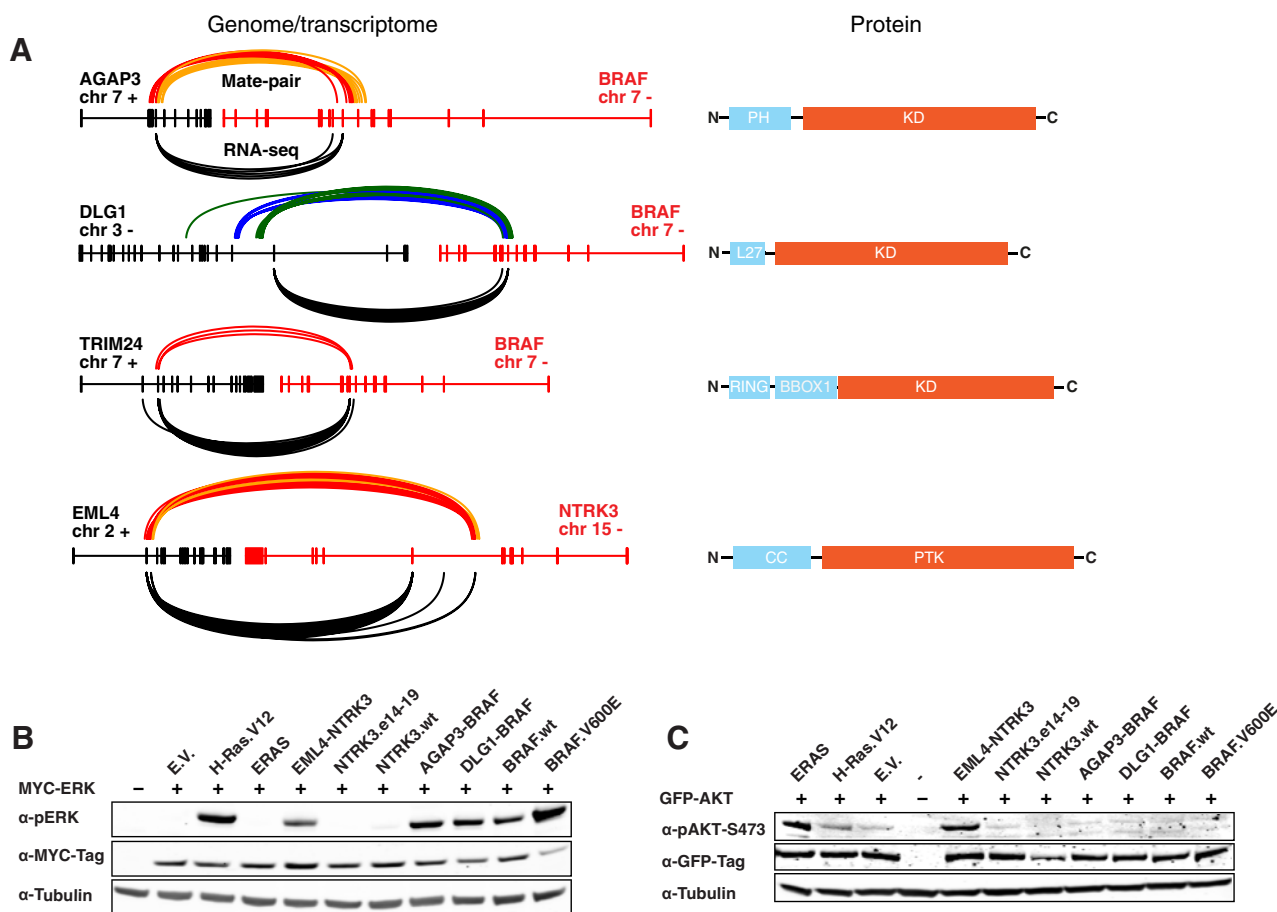 Genome/transcriptome
Protein
A
AGAP3
chr 7 +
Mate-pair
BRAF
chr 7 -
RNA-seq
N
PH
KD
C
DLG1
chr 3 -
BRAF
chr 7 -
N
L27
KD
C
TRIM24
chr 7 +
BRAF
chr 7 -
N
RING
BBOX1
KD
C
EML4
chr 2 +
NTRK3
chr 15 -
N
CC
PTK
C
B
E.V.
H-Ras.V12
ERAS
EML4-NTRK3
NTRK3.e14-19
NTRK3.wt
AGAP3-BRAF
DLG1-BRAF
BRAF.wt
BRAF.V600E
MYC-ERK – + + + + + + + + + +
α-pERK
α-MYC-Tag
α-Tubulin
C
ERAS
H-Ras.V12
E.V.
-
EML4-NTRK3
NTRK3.e14-19
NTRK3.wt
AGAP3-BRAF
DLG1-BRAF
BRAF.wt
BRAF.V600E
GFP-AKT + + + – + + + + + + +
α-pAKT-S473
α-GFP-Tag
α-Tubulin